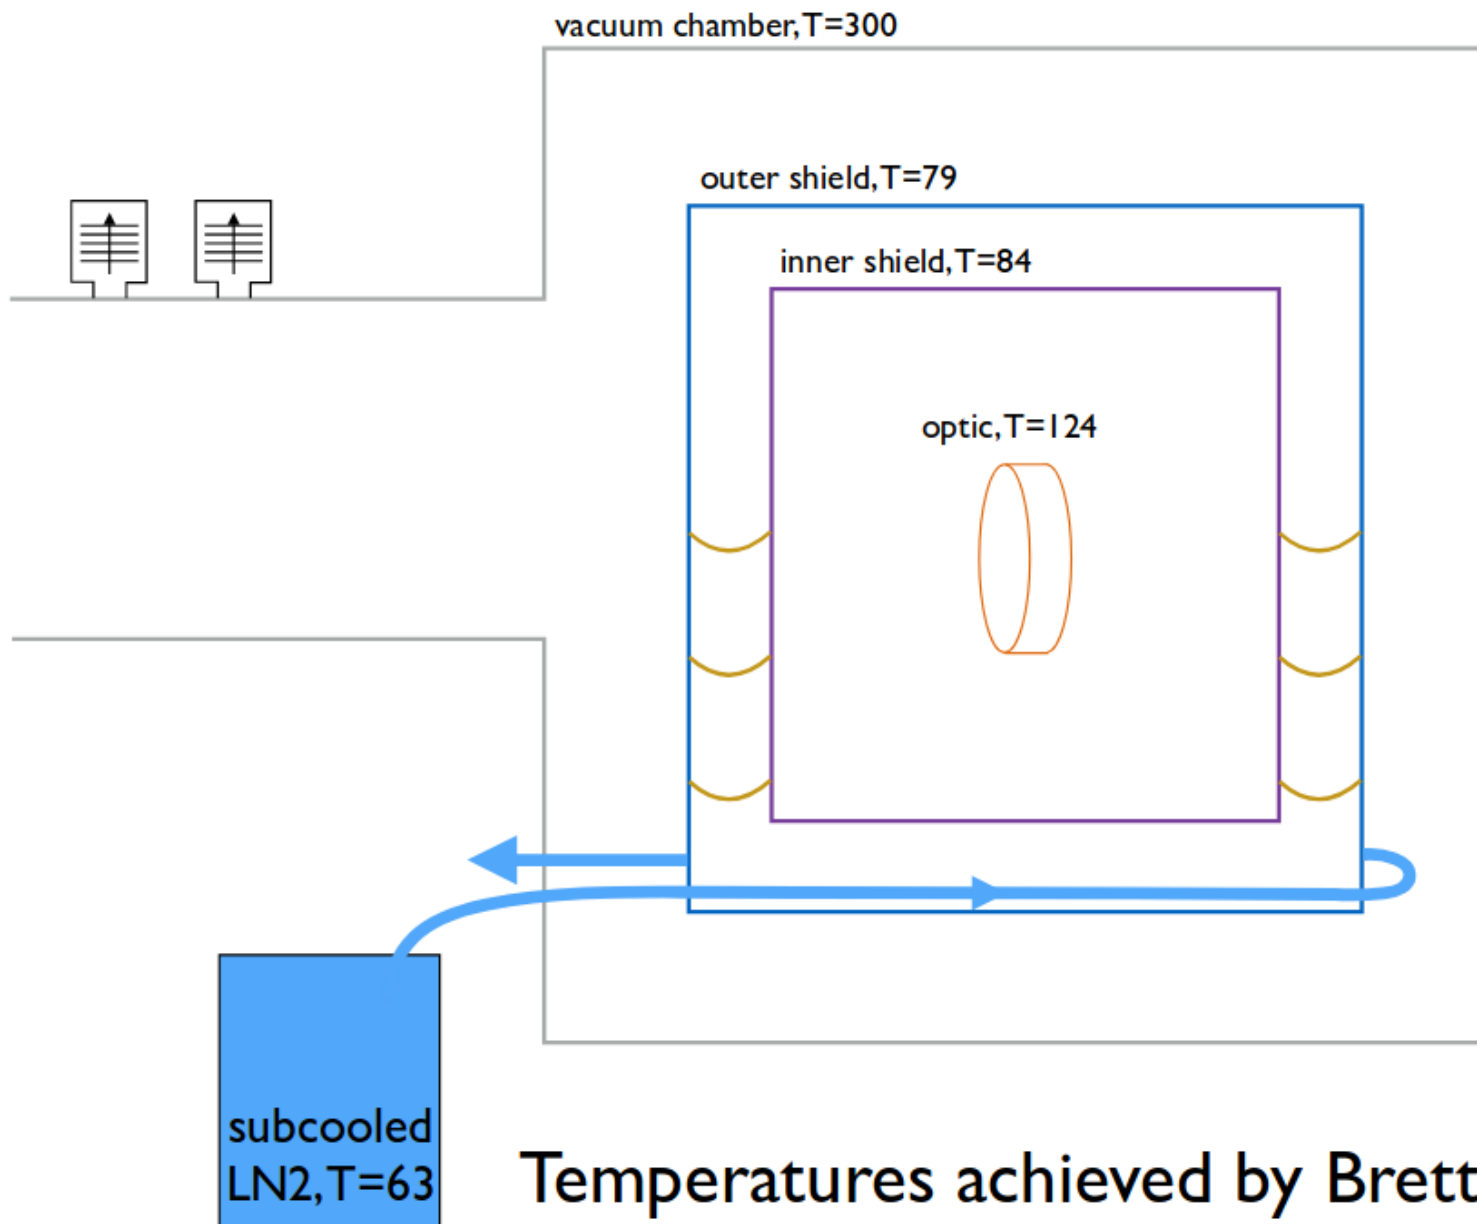 vacuum chamber,T=300
outer shield,T=79
inner shield,T=84
optic,T=124
subcooled
LN2,T=63
Temperatures achieved by Brett